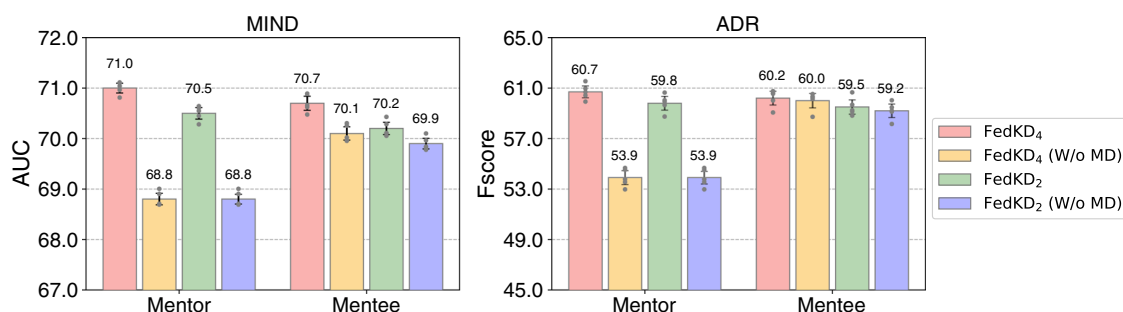 MIND
AUC
72.0
71.0
70.0
69.0
68.0
67.0
71.0
68.8
70.5
68.8
70.7
70.1
70.2
69.9
Mentor
Mentee
ADR
Fscore
65.0
61.0
57.0
53.0
49.0
45.0
60.7
53.9
59.8
53.9
60.2
60.0
59.5
59.2
Mentor
Mentee
FedKD₄
FedKD₄ (W/o MD)
FedKD₂
FedKD₂ (W/o MD)